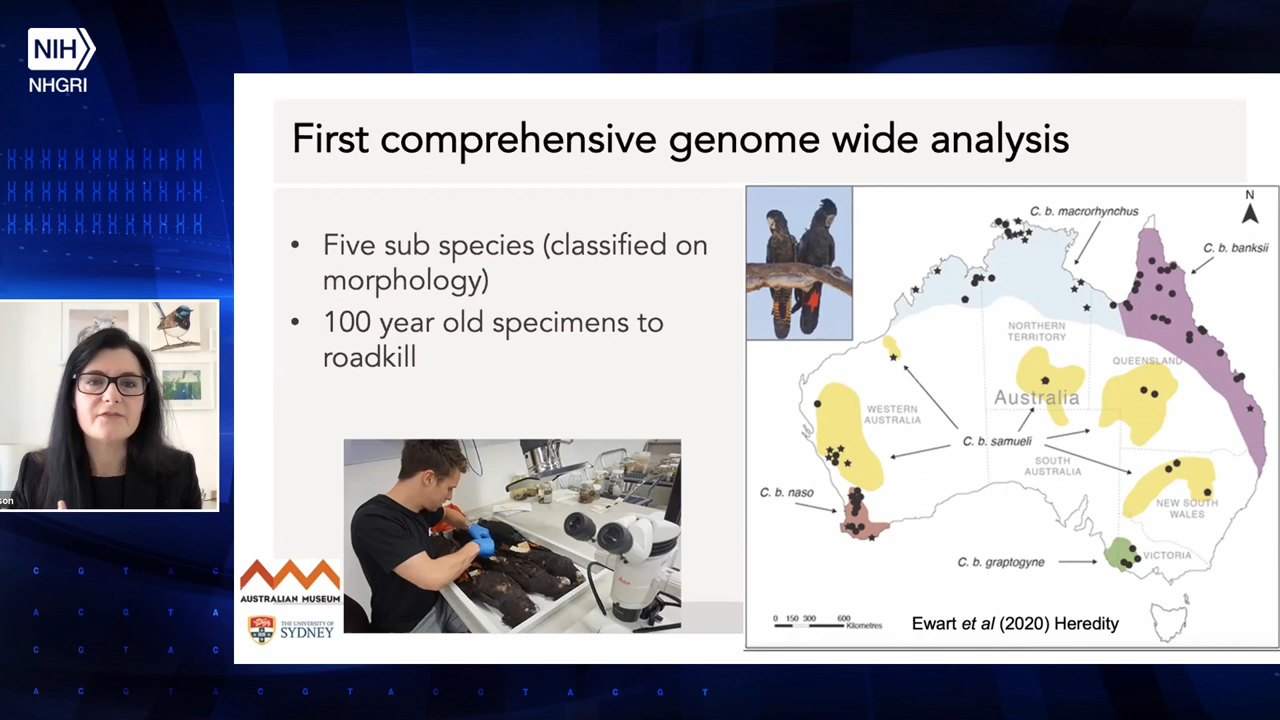 NIH
NHGRI
First comprehensive genome wide analysis
• Five sub species (classified on
morphology)
• 100 year old specimens to
roadkill
N
C. b. macrorhynchus
C. b. banksii
NORTHERN
TERRITORY
QUEENSLAND
Australia
WESTERN
AUSTRALIA
C. b. samueli
SOUTH
AUSTRALIA
C. b. naso
NEW SOUTH
WALES
C. b. graptogyne
VICTORIA
0 150 300 600
Kilometres
Ewart et al (2020) Heredity
son
AUSTRALIAN MUSEUM
THE UNIVERSITY OF
SYDNEY
C G T A C
A C G T A
C G T A C
A C G T A C G T A C G T A C G T